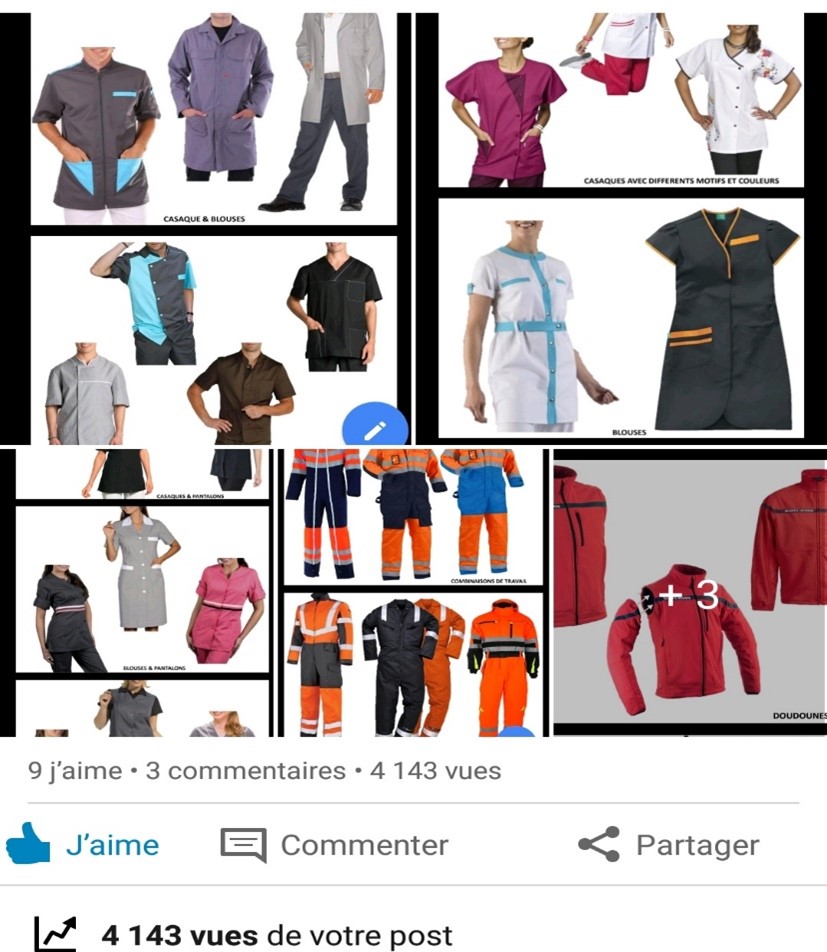 CASAQUE & BLOUSES
CASAQUES AVEC DIFFERENTS MOTIFS ET COULEURS
BLOUSES
CASAQUES & PANTALONS
BLOUSES & PANTALONS
COMBINAISONS DE TRAVAIL
+ 3
DOUDOUNES
9 j’aime • 3 commentaires • 4 143 vues
J’aime
Commenter
Partager
4 143 vues de votre post